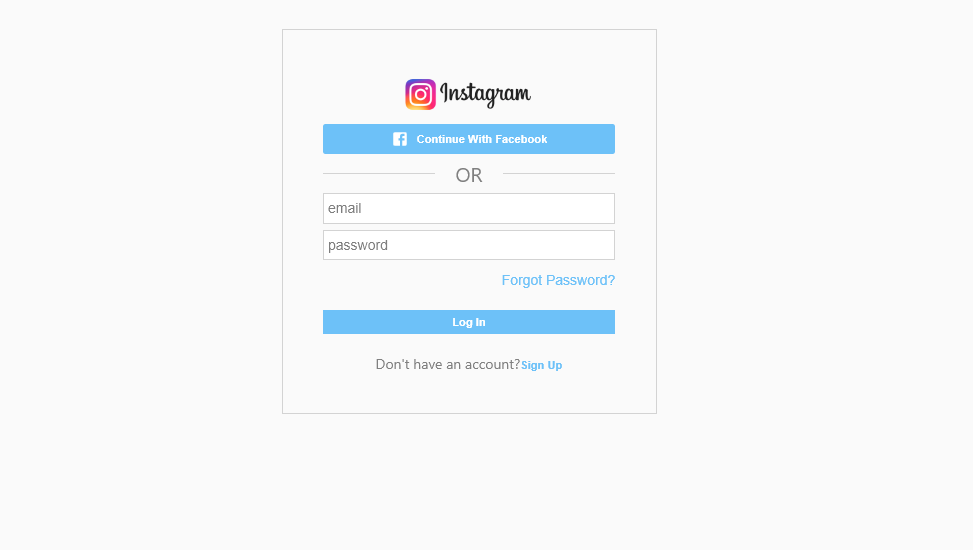 Instagram
Continue With Facebook
OR
email
password
Forgot Password?
Log In
Don't have an account?Sign Up